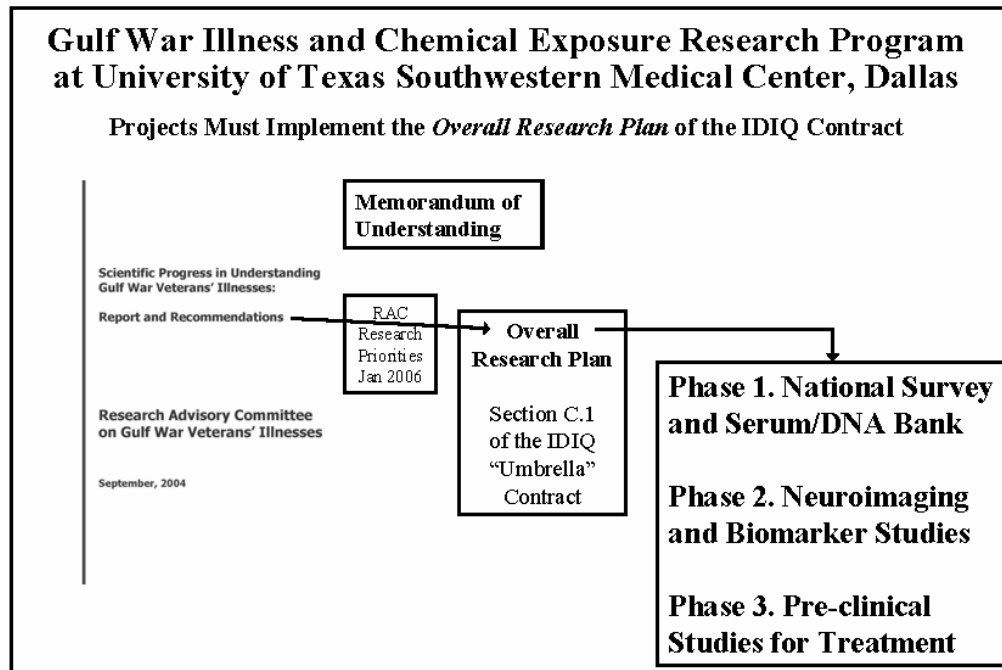 Gulf War Illness and Chemical Exposure Research Program
at University of Texas Southwestern Medical Center, Dallas
Projects Must Implement the Overall Research Plan of the IDIQ Contract
Memorandum of
Understanding
Scientific Progress in Understanding
Gulf War Veterans' Illnesses:
Report and Recommendations
Research Advisory Committee
on Gulf War Veterans' Illnesses
September, 2004
RAC
Research
Priorities
Jan 2006
Overall
Research Plan
Section C.1
of the IDIQ
“Umbrella”
Contract
Phase 1. National Survey
and Serum/DNA Bank
Phase 2. Neuroimaging
and Biomarker Studies
Phase 3. Pre-clinical
Studies for Treatment